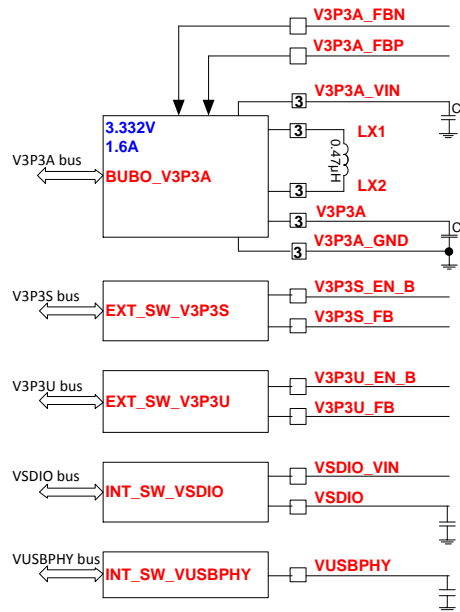 V3P3A_FBN
V3P3A_FBP
V3P3A_VIN
3
C
3.332V
1.6A
BUBO_V3P3A
V3P3A bus
3
LX1
0.47µH
3
LX2
3
V3P3A
C
3
V3P3A_GND
V3P3S bus
EXT_SW_V3P3S
V3P3S_EN_B
V3P3S_FB
V3P3U bus
EXT_SW_V3P3U
V3P3U_EN_B
V3P3U_FB
VSDIO bus
INT_SW_VSDIO
VSDIO_VIN
VSDIO
VUSBPHY bus
INT_SW_VUSBPHY
VUSBPHY